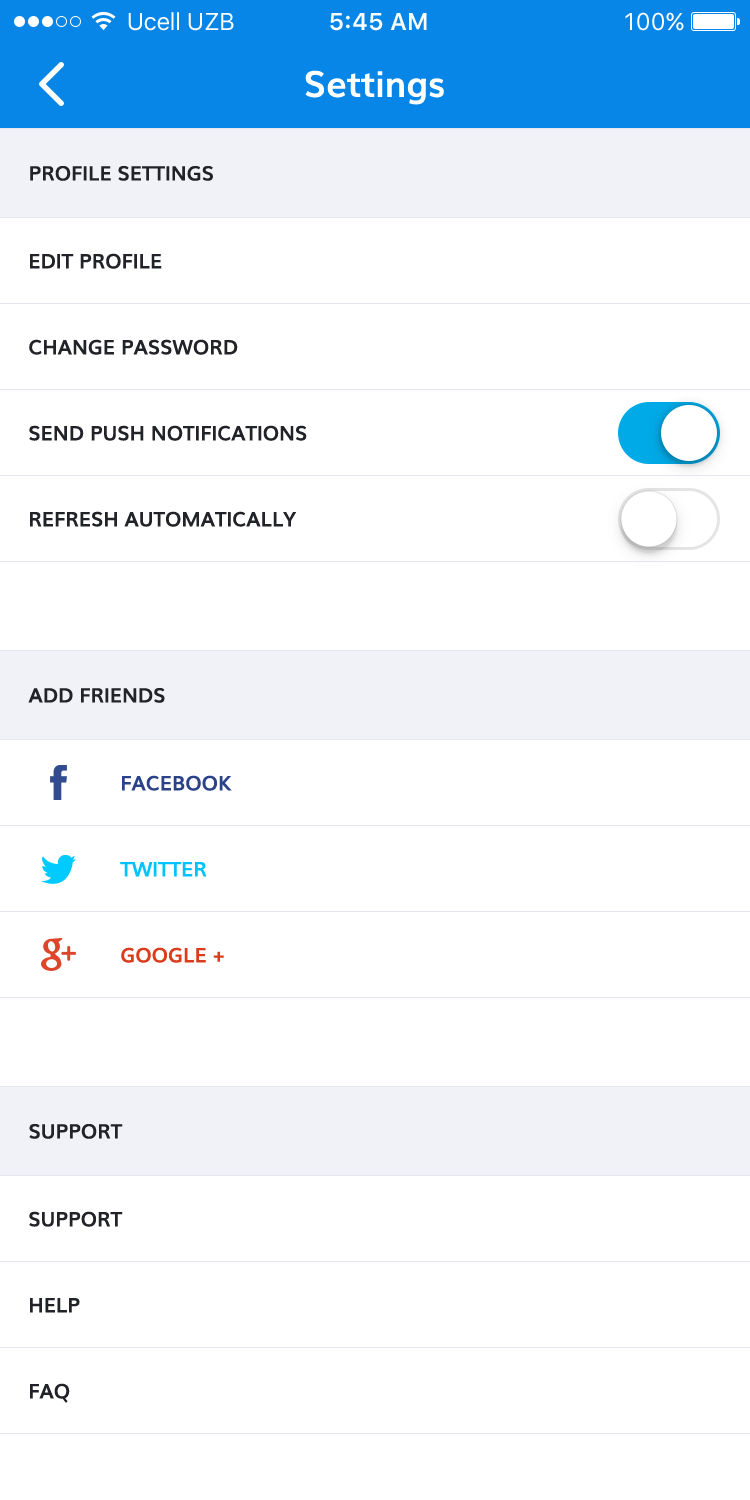 Ucell UZB 5:45 AM 100%
Settings
PROFILE SETTINGS
EDIT PROFILE
CHANGE PASSWORD
SEND PUSH NOTIFICATIONS
REFRESH AUTOMATICALLY
ADD FRIENDS
FACEBOOK
TWITTER
GOOGLE +
SUPPORT
SUPPORT
HELP
FAQ